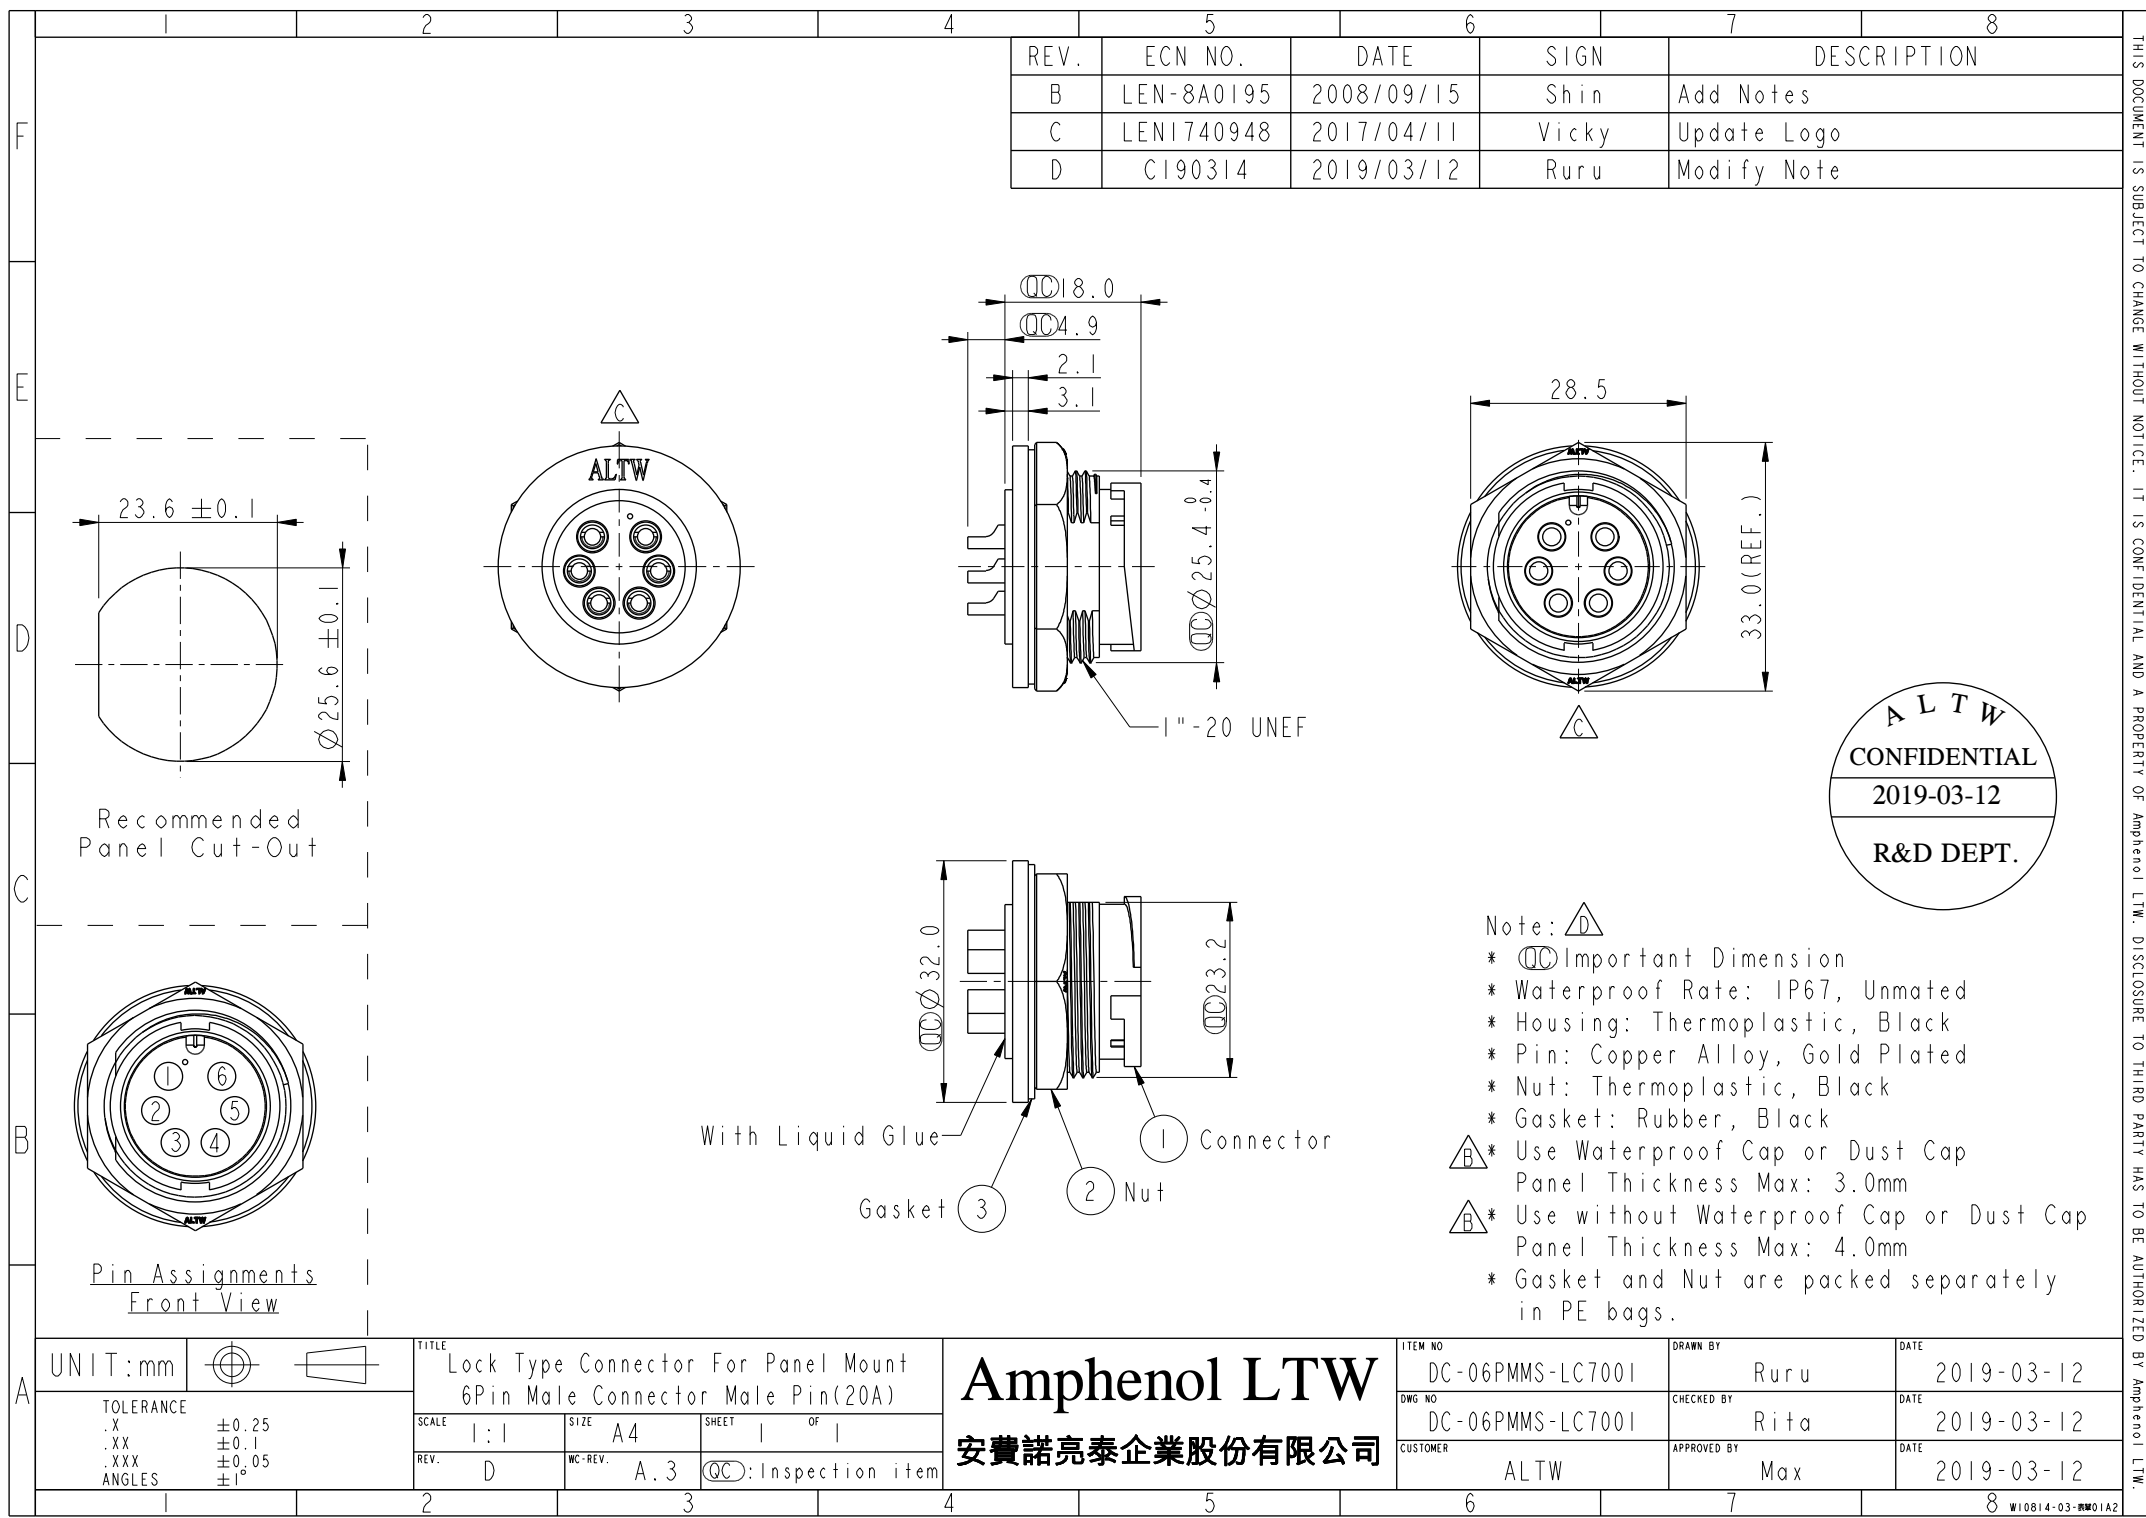 1 2 3 4 5 6 7 8
REV. ECN NO. DATE SIGN DESCRIPTION
B LEN-8A0195 2008/09/15 Shin Add Notes
C LEN1740948 2017/04/11 Vicky Update Logo
D C190314 2019/03/12 Ruru Modify Note
F
E
D
C
B
A
THIS DOCUMENT IS SUBJECT TO CHANGE WITHOUT NOTICE. IT IS CONFIDENTIAL AND A PROPERTY OF Amphenol LTW. DISCLOSURE TO THIRD PARTY HAS TO BE AUTHORIZED BY Amphenol LTW.
23.6 ±0.1
Ø25.6 ±0.1
Recommended
Panel Cut-Out
C
ALTW
QC 18.0
QC 4.9
2.1
3.1
QC Ø25.4 0 -0.4
1"-20 UNEF
28.5
33.0(REF.)
ALTW
ALTW
C
ALTW
CONFIDENTIAL
2019-03-12
R&D DEPT.
QC Ø32.0
QC 23.2
With Liquid Glue
Gasket 3
2 Nut
1 Connector
ALTW
1 6
2 5
3 4
ALTW
Pin Assignments
Front View
Note: D
* QC Important Dimension
* Waterproof Rate: IP67, Unmated
* Housing: Thermoplastic, Black
* Pin: Copper Alloy, Gold Plated
* Nut: Thermoplastic, Black
* Gasket: Rubber, Black
B * Use Waterproof Cap or Dust Cap
Panel Thickness Max: 3.0mm
B * Use without Waterproof Cap or Dust Cap
Panel Thickness Max: 4.0mm
* Gasket and Nut are packed separately
in PE bags.
UNIT:mm
TOLERANCE
.X ±0.25
.XX ±0.1
.XXX ±0.05
ANGLES ±1°
TITLE
Lock Type Connector For Panel Mount
6Pin Male Connector Male Pin(20A)
SCALE 1:1 SIZE A4 SHEET 1 OF 1
REV. D WC-REV. A.3 QC:Inspection item
Amphenol LTW
安費諾亮泰企業股份有限公司
ITEM NO DC-06PMMS-LC7001 DRAWN BY Ruru DATE 2019-03-12
DWG NO DC-06PMMS-LC7001 CHECKED BY Rita DATE 2019-03-12
CUSTOMER ALTW APPROVED BY Max DATE 2019-03-12
1 2 3 4 5 6 7 8